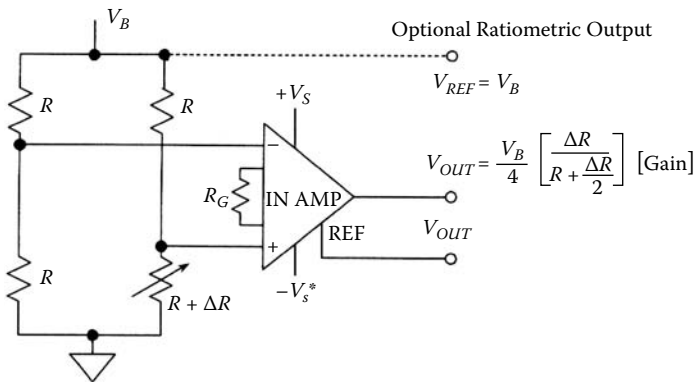 V_B
Optional Ratiometric Output
V_REF = V_B
R
R
+V_S
−
V_OUT = V_B/4 [ΔR / (R + ΔR/2)] [Gain]
R_G
IN AMP
REF
V_OUT
+
R
R + ΔR
−V_s*